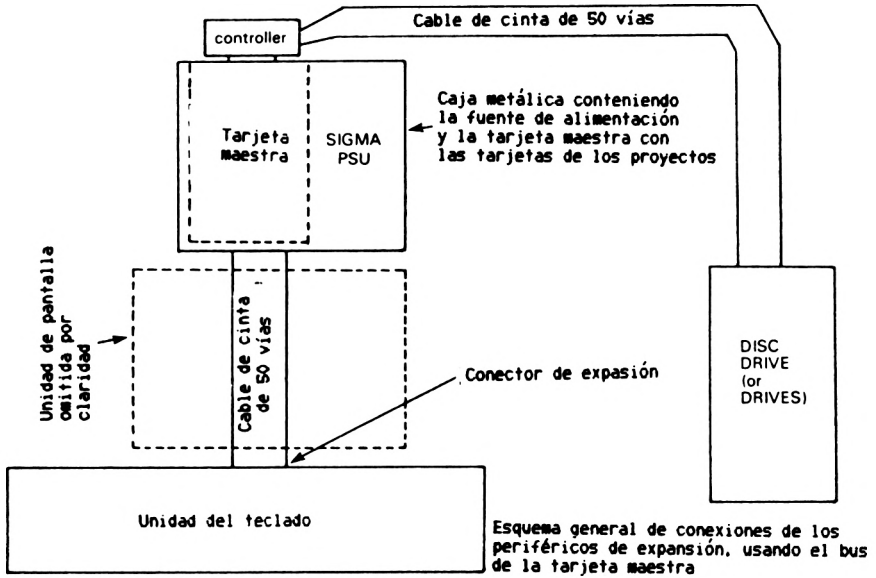 Cable de cinta de 50 vías
controller
Tarjeta
maestra
SIGMA
PSU
Caja metálica conteniendo
la fuente de alimentación
y la tarjeta maestra con
las tarjetas de los proyectos
Unidad de pantalla
omitida por
claridad
Cable de cinta
de 50 vías
Conector de expasión
DISC
DRIVE
(or
DRIVES)
Unidad del teclado
Esquema general de conexiones de los
periféricos de expansión, usando el bus
de la tarjeta maestra